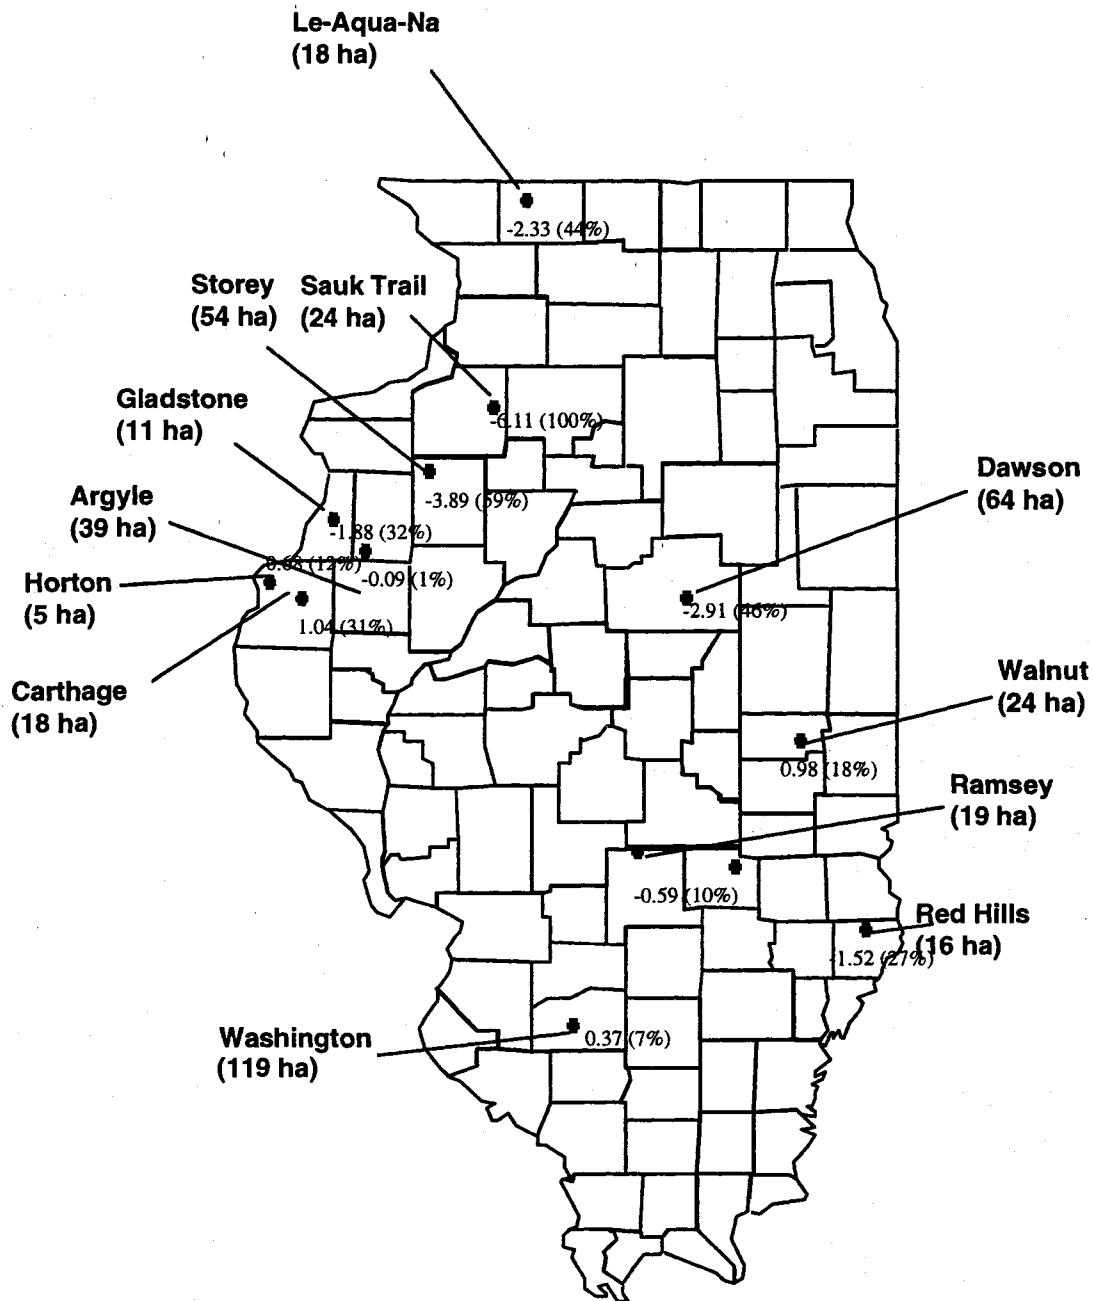 Le-Aqua-Na
(18 ha)
-2.33 (44%)
Storey
(54 ha)
Sauk Trail
(24 ha)
Gladstone
(11 ha)
-6.11 (100%)
Argyle
(39 ha)
-3.89 (59%)
Dawson
(64 ha)
-1.88 (32%)
0.68 (12%)
-0.09 (1%)
Horton
(5 ha)
-2.91 (46%)
1.04 (31%)
Carthage
(18 ha)
Walnut
(24 ha)
0.98 (18%)
Ramsey
(19 ha)
-0.59 (10%)
Red Hills
(16 ha)
-1.52 (27%)
Washington
(119 ha)
0.37 (7%)